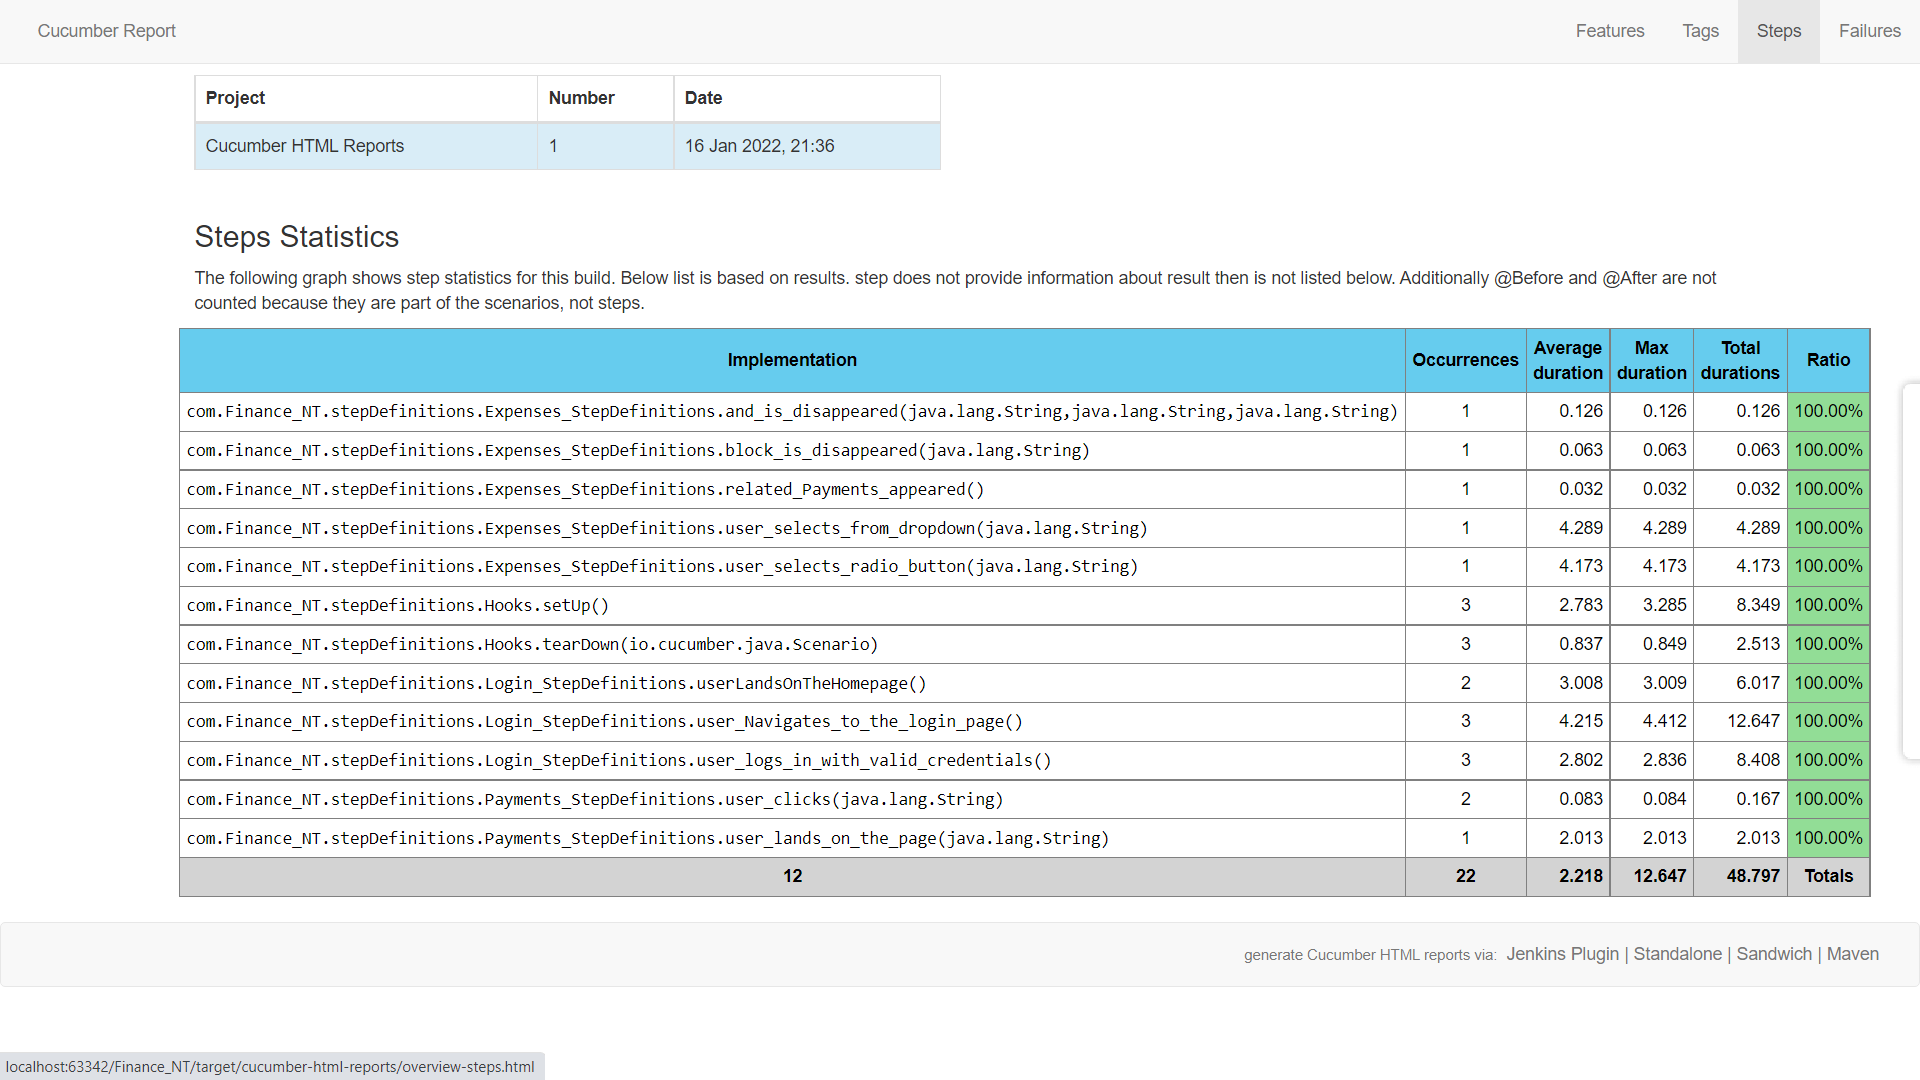 Cucumber Report Features Tags Steps Failures
Project Number Date
Cucumber HTML Reports 1 16 Jan 2022, 21:36
Steps Statistics
The following graph shows step statistics for this build. Below list is based on results. step does not provide information about result then is not listed below. Additionally @Before and @After are not
counted because they are part of the scenarios, not steps.
Implementation Occurrences Average duration Max duration Total durations Ratio
com.Finance_NT.stepDefinitions.Expenses_StepDefinitions.and_is_disappeared(java.lang.String,java.lang.String,java.lang.String) 1 0.126 0.126 0.126 100.00%
com.Finance_NT.stepDefinitions.Expenses_StepDefinitions.block_is_disappeared(java.lang.String) 1 0.063 0.063 0.063 100.00%
com.Finance_NT.stepDefinitions.Expenses_StepDefinitions.related_Payments_appeared() 1 0.032 0.032 0.032 100.00%
com.Finance_NT.stepDefinitions.Expenses_StepDefinitions.user_selects_from_dropdown(java.lang.String) 1 4.289 4.289 4.289 100.00%
com.Finance_NT.stepDefinitions.Expenses_StepDefinitions.user_selects_radio_button(java.lang.String) 1 4.173 4.173 4.173 100.00%
com.Finance_NT.stepDefinitions.Hooks.setUp() 3 2.783 3.285 8.349 100.00%
com.Finance_NT.stepDefinitions.Hooks.tearDown(io.cucumber.java.Scenario) 3 0.837 0.849 2.513 100.00%
com.Finance_NT.stepDefinitions.Login_StepDefinitions.userLandsOnTheHomepage() 2 3.008 3.009 6.017 100.00%
com.Finance_NT.stepDefinitions.Login_StepDefinitions.user_Navigates_to_the_login_page() 3 4.215 4.412 12.647 100.00%
com.Finance_NT.stepDefinitions.Login_StepDefinitions.user_logs_in_with_valid_credentials() 3 2.802 2.836 8.408 100.00%
com.Finance_NT.stepDefinitions.Payments_StepDefinitions.user_clicks(java.lang.String) 2 0.083 0.084 0.167 100.00%
com.Finance_NT.stepDefinitions.Payments_StepDefinitions.user_lands_on_the_page(java.lang.String) 1 2.013 2.013 2.013 100.00%
12 22 2.218 12.647 48.797 Totals
generate Cucumber HTML reports via: Jenkins Plugin | Standalone | Sandwich | Maven
localhost:63342/Finance_NT/target/cucumber-html-reports/overview-steps.html